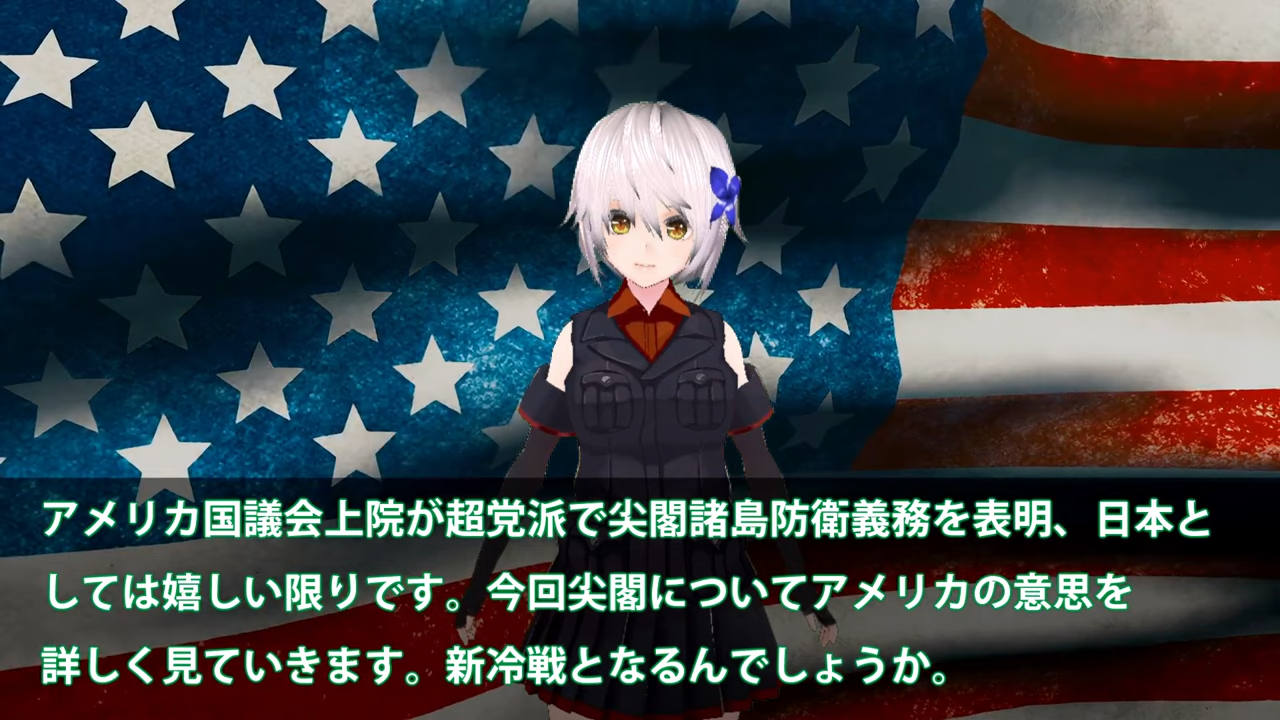 アメリカ国議会上院が超党派で尖閣諸島防衛義務を表明、日本と
しては嬉しい限りです。今回尖閣についてアメリカの意思を
詳しく見ていきます。新冷戦となるんでしょうか。